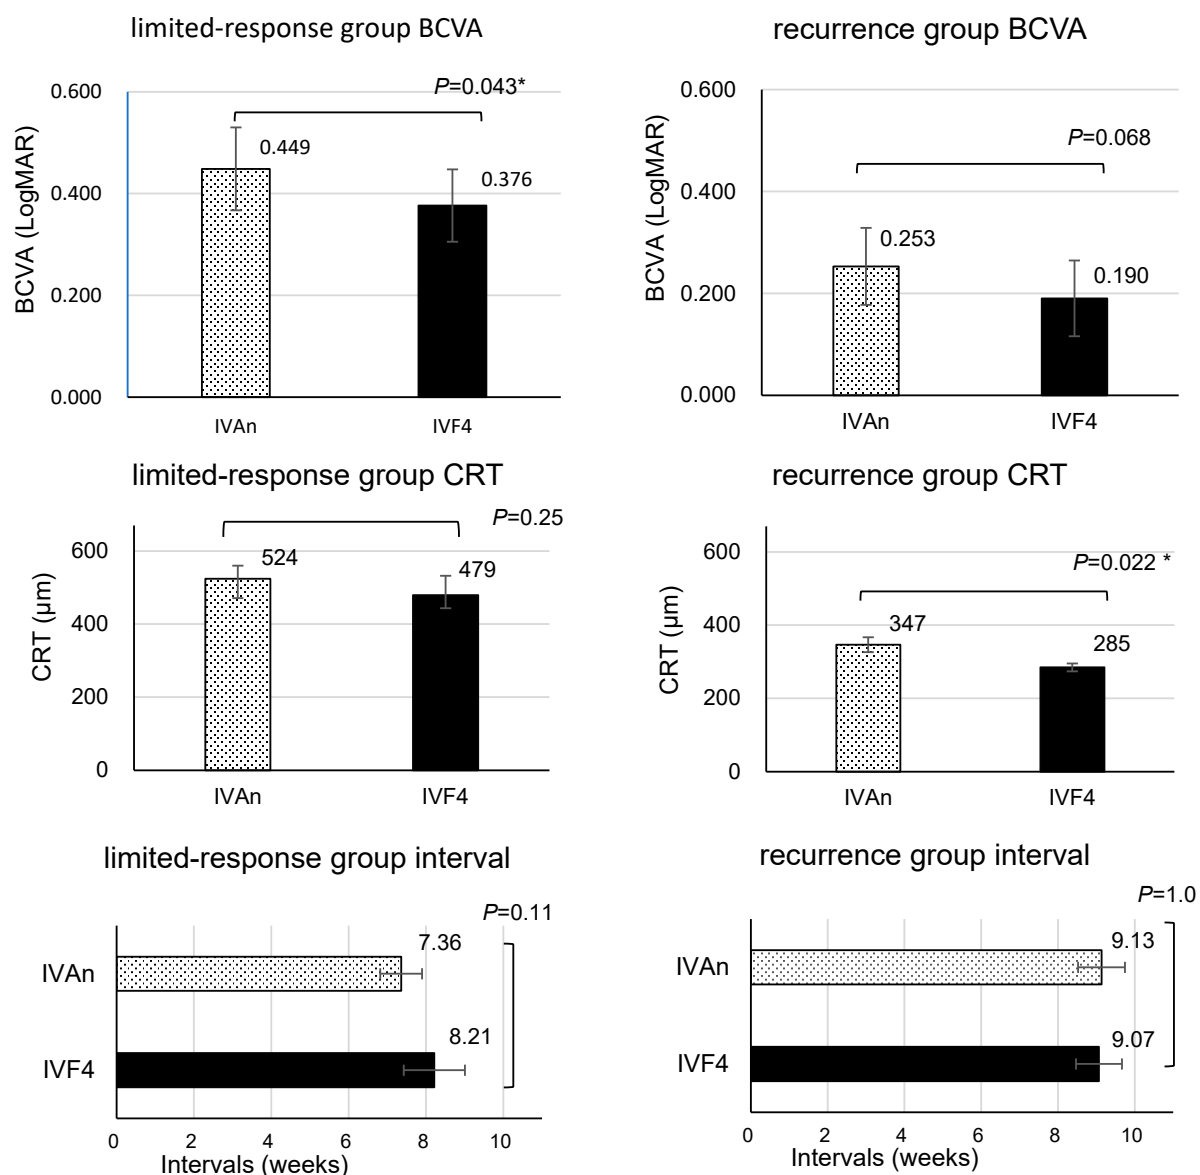 limited-response group BCVA
P=0.043*
0.600
0.400
0.200
0.000
BCVA (LogMAR)
0.449
0.376
IVAn
IVF4
recurrence group BCVA
P=0.068
0.600
0.400
0.200
0.000
BCVA (LogMAR)
0.253
0.190
IVAn
IVF4
limited-response group CRT
P=0.25
600
400
200
0
CRT (μm)
524
479
IVAn
IVF4
recurrence group CRT
P=0.022 *
600
400
200
0
CRT (μm)
347
285
IVAn
IVF4
limited-response group interval
P=0.11
IVAn
7.36
IVF4
8.21
0 2 4 6 8 10
Intervals (weeks)
recurrence group interval
P=1.0
IVAn
9.13
IVF4
9.07
0 2 4 6 8 10
Intervals (weeks)